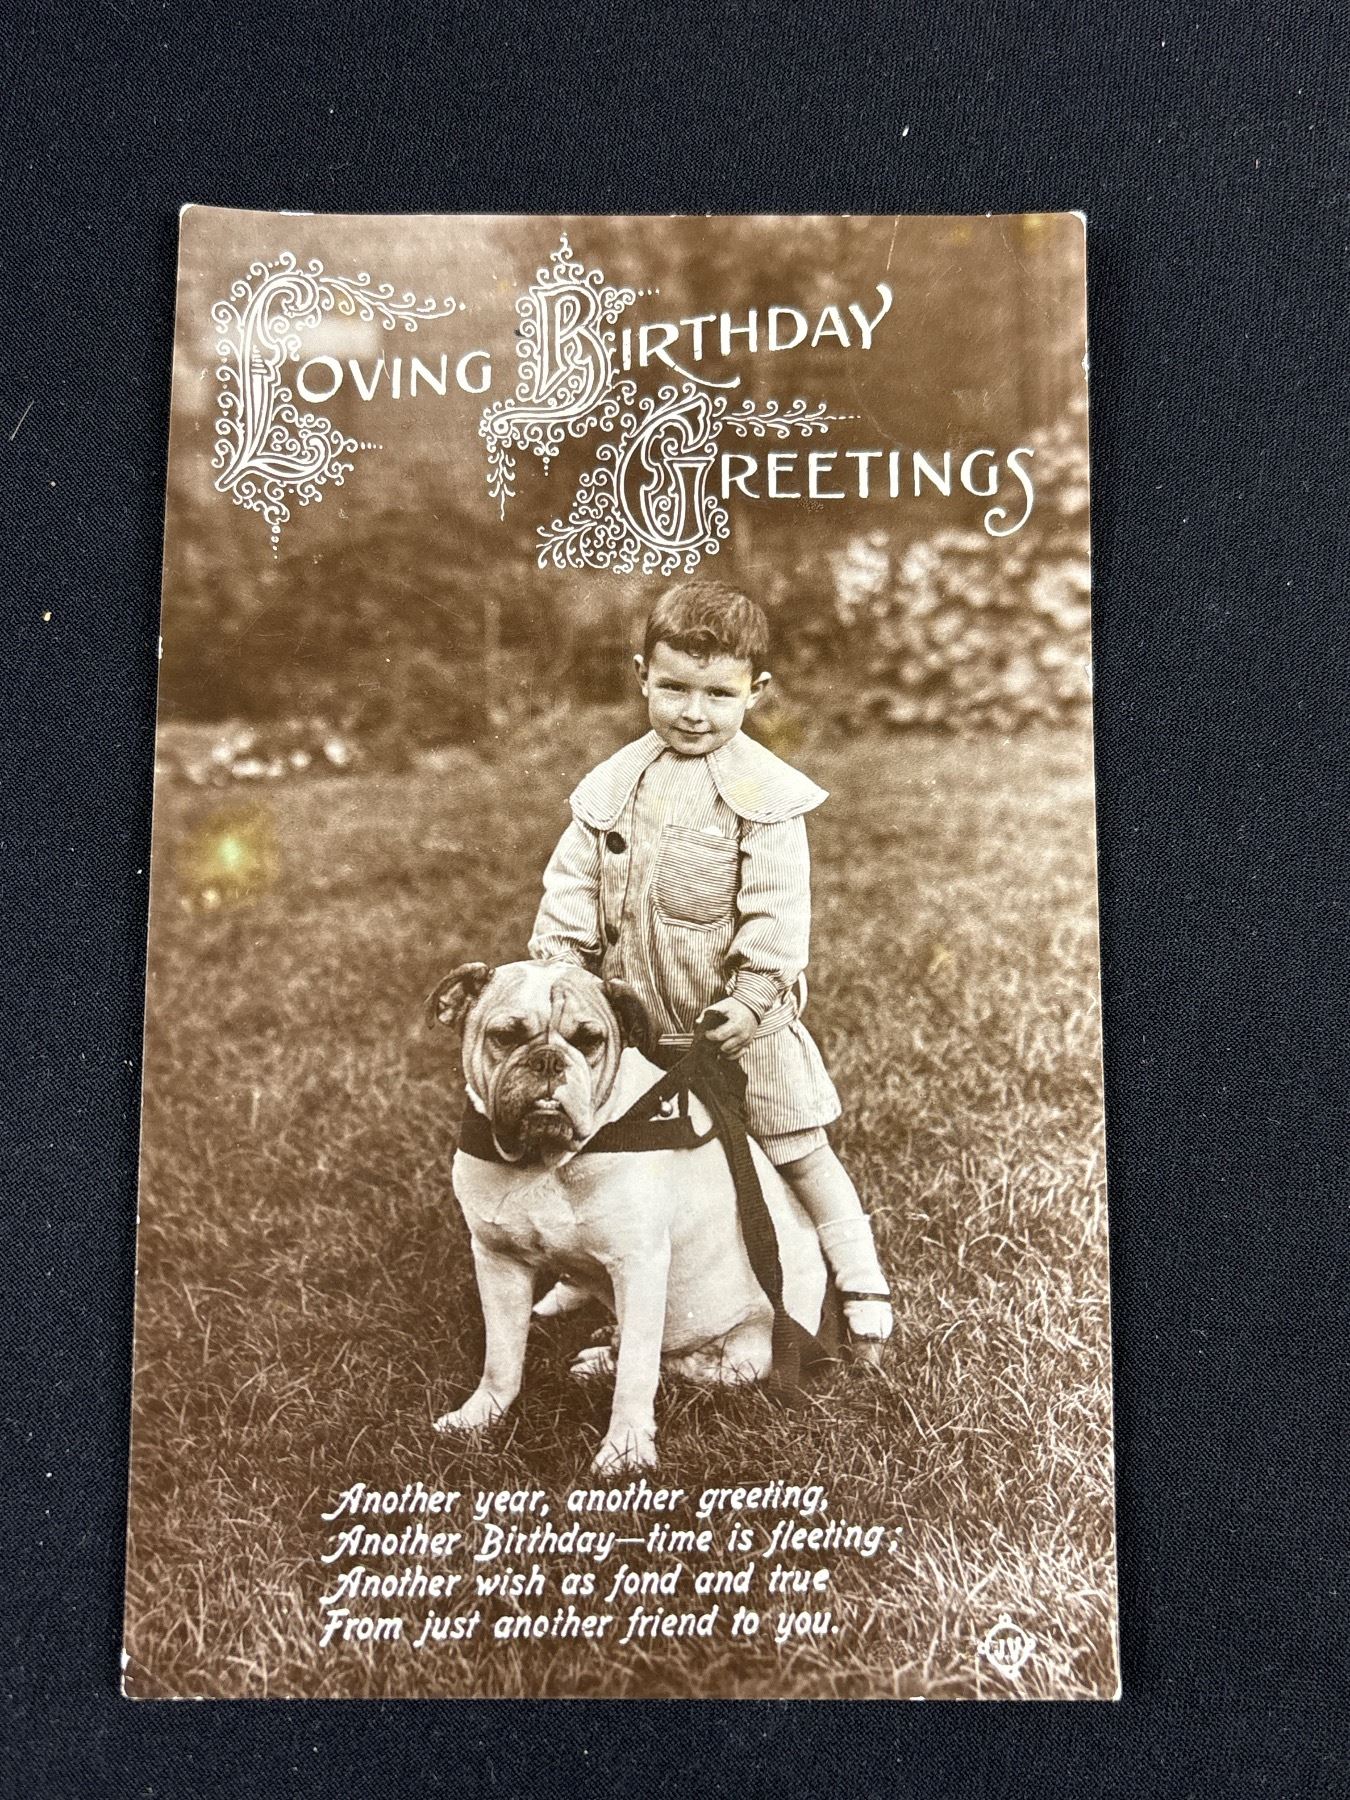 LOVING BIRTHDAY
GREETINGS
Another year, another greeting,
Another Birthday—time is fleeting;
Another wish as fond and true
From just another friend to you.